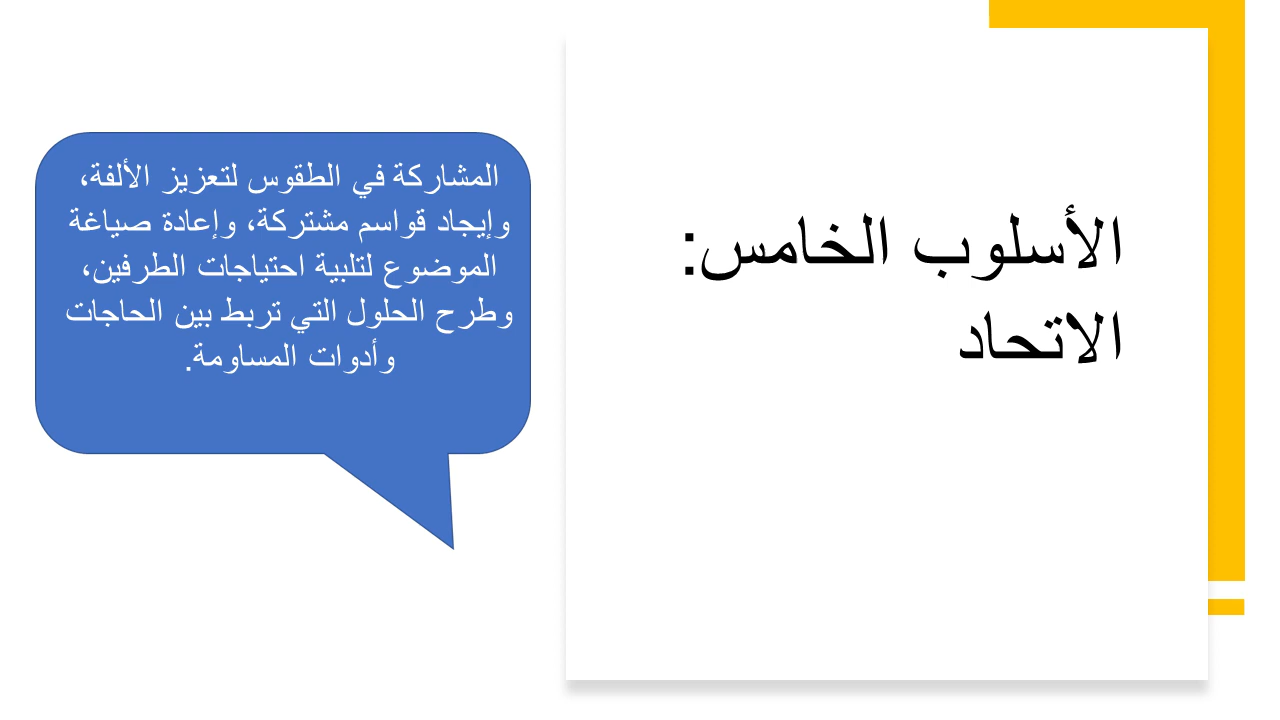 الأسلوب الخامس:
الاتحاد
المشاركة في الطقوس لتعزيز الألفة،
وإيجاد قواسم مشتركة، وإعادة صياغة
الموضوع لتلبية احتياجات الطرفين،
وطرح الحلول التي تربط بين الحاجات
وأدوات المساومة.